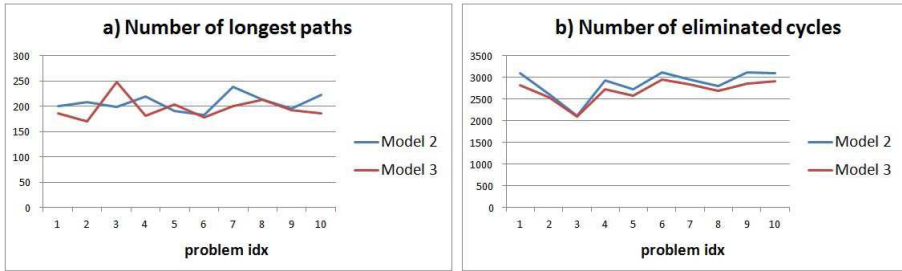 a) Number of longest paths
300
250
200
150
100
50
0
1 2 3 4 5 6 7 8 9 10
problem idx
Model 2
Model 3
b) Number of eliminated cycles
3500
3000
2500
2000
1500
1000
500
0
1 2 3 4 5 6 7 8 9 10
problem idx
Model 2
Model 3